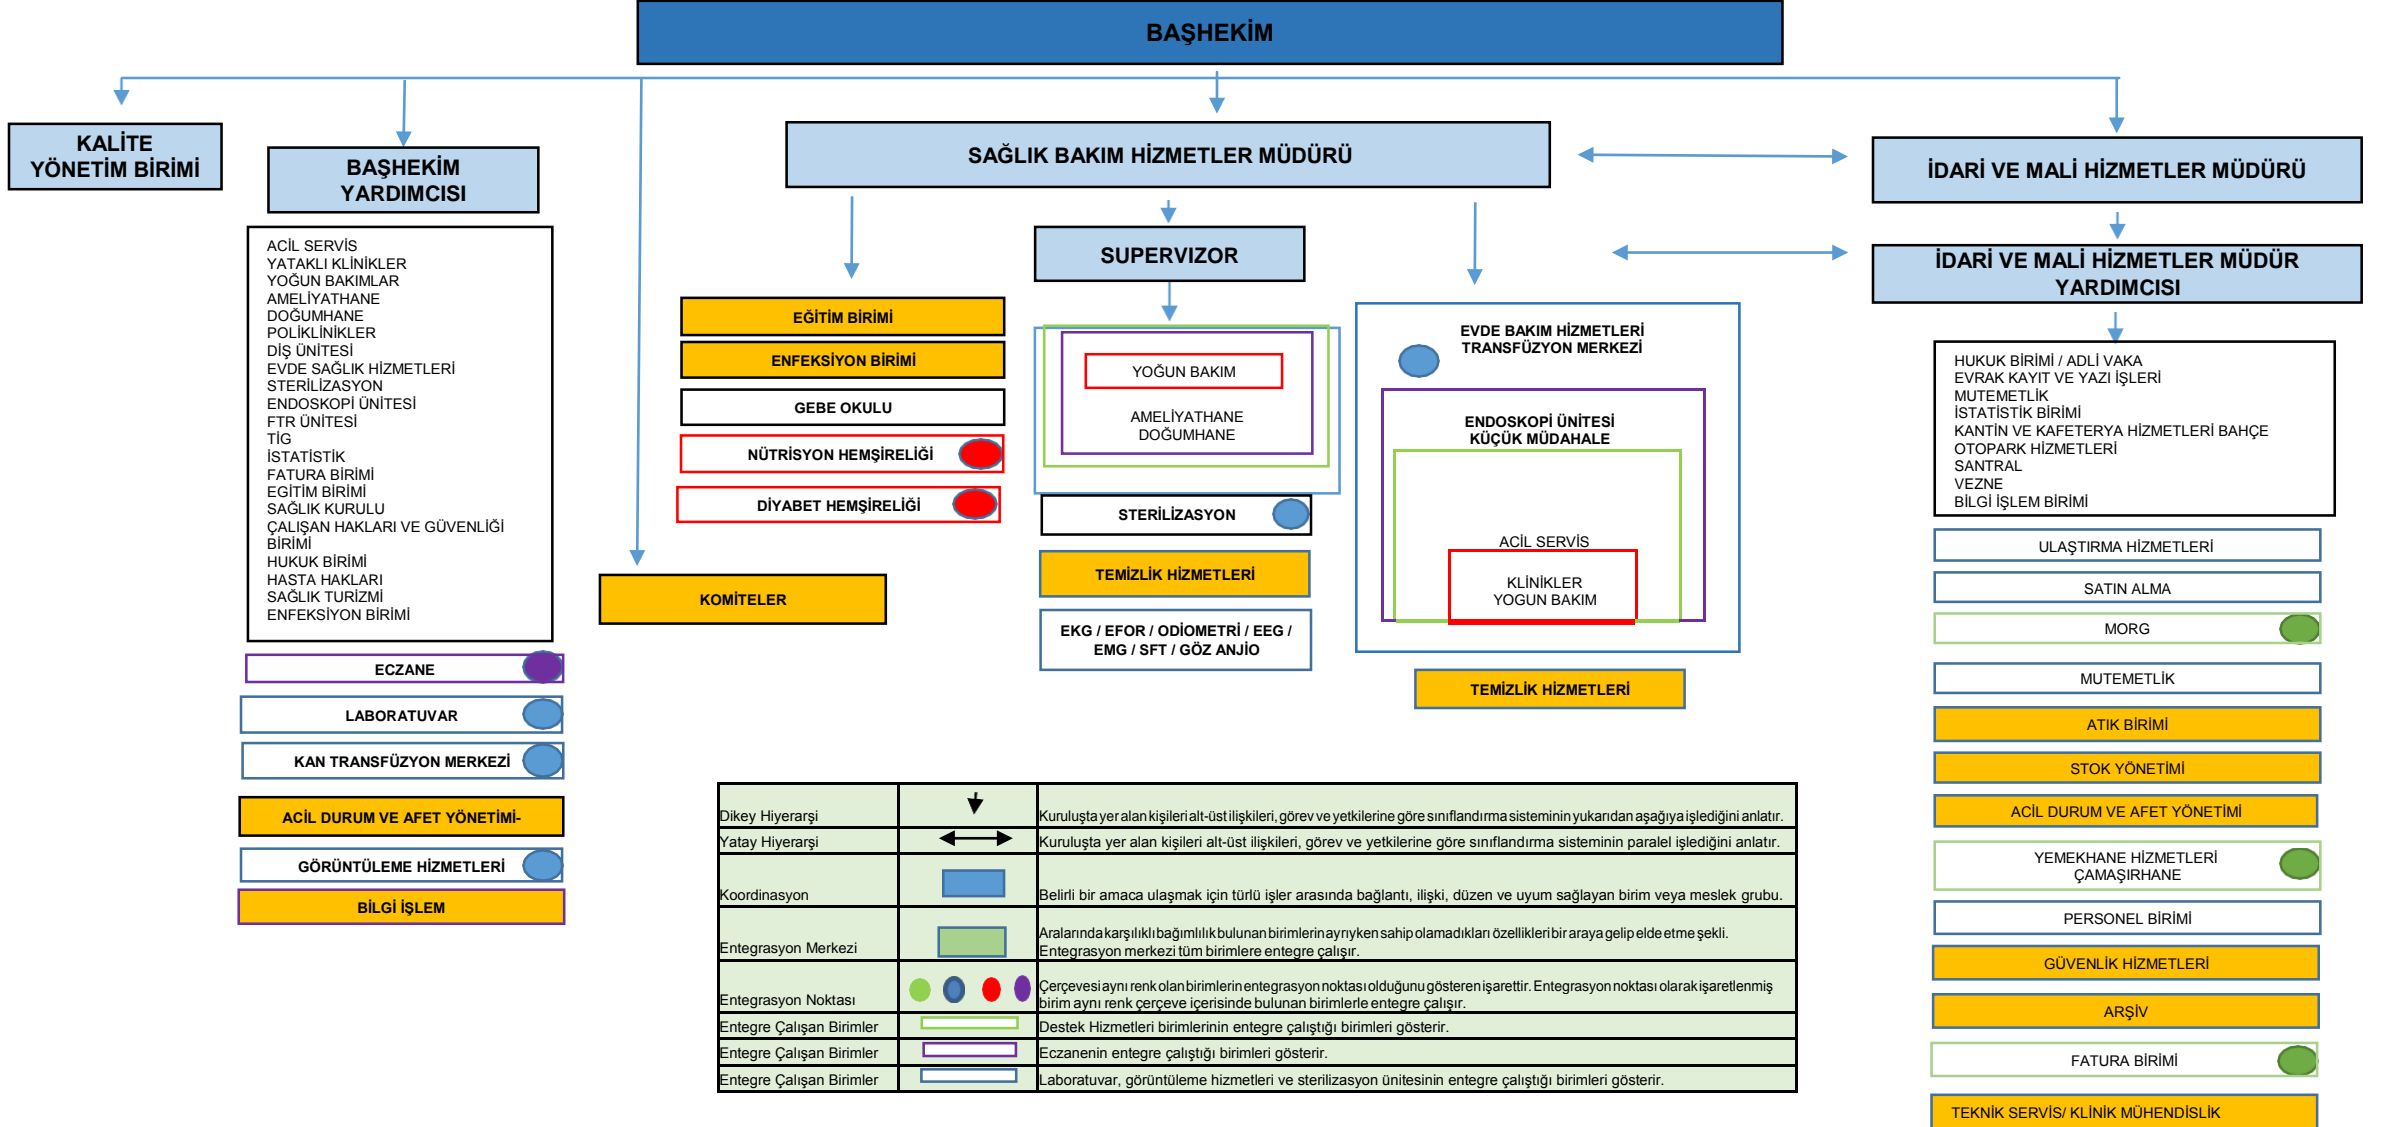 BAŞHEKİM
KALİTE
YÖNETİM BİRİMİ
BAŞHEKİM
YARDIMCISI
ACİL SERVİS
YATAKLI KLİNİKLER
YOĞUN BAKIMLAR
AMELİYATHANE
DOĞUMHANE
POLİKLİNİKLER
DİŞ ÜNİTESİ
EVDE SAĞLIK HİZMETLERİ
STERİLİZASYON
ENDOSKOPİ ÜNİTESİ
FTR ÜNİTESİ
TİG
İSTATİSTİK
FATURA BİRİMİ
EGİTİM BİRİMİ
SAĞLIK KURULU
ÇALIŞAN HAKLARI VE GÜVENLİĞİ
BİRİMİ
HUKUK BİRİMİ
HASTA HAKLARI
SAĞLIK TURİZMİ
ENFEKSİYON BİRİMİ
ECZANE
LABORATUVAR
KAN TRANSFÜZYON MERKEZİ
ACİL DURUM VE AFET YÖNETİMİ-
GÖRÜNTÜLEME HİZMETLERİ
BİLGİ İŞLEM
KOMİTELER
SAĞLIK BAKIM HİZMETLER MÜDÜRÜ
EĞİTİM BİRİMİ
ENFEKSİYON BİRİMİ
GEBE OKULU
NÜTRİSYON HEMŞİRELİĞİ
DİYABET HEMŞİRELİĞİ
SUPERVIZOR
YOĞUN BAKIM
AMELİYATHANE
DOĞUMHANE
STERİLİZASYON
TEMİZLİK HİZMETLERİ
EKG / EFOR / ODİOMETRİ / EEG /
EMG / SFT / GÖZ ANJİO
EVDE BAKIM HİZMETLERİ
TRANSFÜZYON MERKEZİ
ENDOSKOPİ ÜNİTESİ
KÜÇÜK MÜDAHALE
ACİL SERVİS
KLİNİKLER
YOGUN BAKIM
TEMİZLİK HİZMETLERİ
İDARİ VE MALİ HİZMETLER MÜDÜRÜ
İDARİ VE MALİ HİZMETLER MÜDÜR
YARDIMCISI
HUKUK BİRİMİ / ADLİ VAKA
EVRAK KAYIT VE YAZI İŞLERİ
MUTEMETLİK
İSTATİSTİK BİRİMİ
KANTİN VE KAFETERYA HİZMETLERİ BAHÇE
OTOPARK HİZMETLERİ
SANTRAL
VEZNE
BİLGİ İŞLEM BİRİMİ
ULAŞTIRMA HİZMETLERİ
SATIN ALMA
MORG
MUTEMETLİK
ATIK BİRİMİ
STOK YÖNETİMİ
ACİL DURUM VE AFET YÖNETİMİ
YEMEKHANE HİZMETLERİ
ÇAMAŞIRHANE
PERSONEL BİRİMİ
GÜVENLİK HİZMETLERİ
ARŞİV
FATURA BİRİMİ
TEKNİK SERVİS/ KLİNİK MÜHENDİSLİK
Dikey Hiyerarşi Kuruluşta yer alan kişileri alt-üst ilişkileri, görev ve yetkilerine göre sınıflandırma sisteminin yukarıdan aşağıya işlediğini anlatır.
Yatay Hiyerarşi Kuruluşta yer alan kişileri alt-üst ilişkileri, görev ve yetkilerine göre sınıflandırma sisteminin paralel işlediğini anlatır.
Koordinasyon Belirli bir amaca ulaşmak için türlü işler arasında bağlantı, ilişki, düzen ve uyum sağlayan birim veya meslek grubu.
Entegrasyon Merkezi Aralarında karşılıklı bağımlılık bulunan birimlerin ayrıyken sahip olamadıkları özellikleri bir araya gelip elde etme şekli.
Entegrasyon merkezi tüm birimlere entegre çalışır.
Entegrasyon Noktası Çerçevesi aynı renk olan birimlerin entegrasyon noktası olduğunu gösteren işarettir. Entegrasyon noktası olarak işaretlenmiş
birim aynı renk çerçeve içerisinde bulunan birimlerle entegre çalışır.
Entegre Çalışan Birimler Destek Hizmetleri birimlerinin entegre çalıştığı birimleri gösterir.
Entegre Çalışan Birimler Eczanenin entegre çalıştığı birimleri gösterir.
Entegre Çalışan Birimler Laboratuvar, görüntüleme hizmetleri ve sterilizasyon ünitesinin entegre çalıştığı birimleri gösterir.